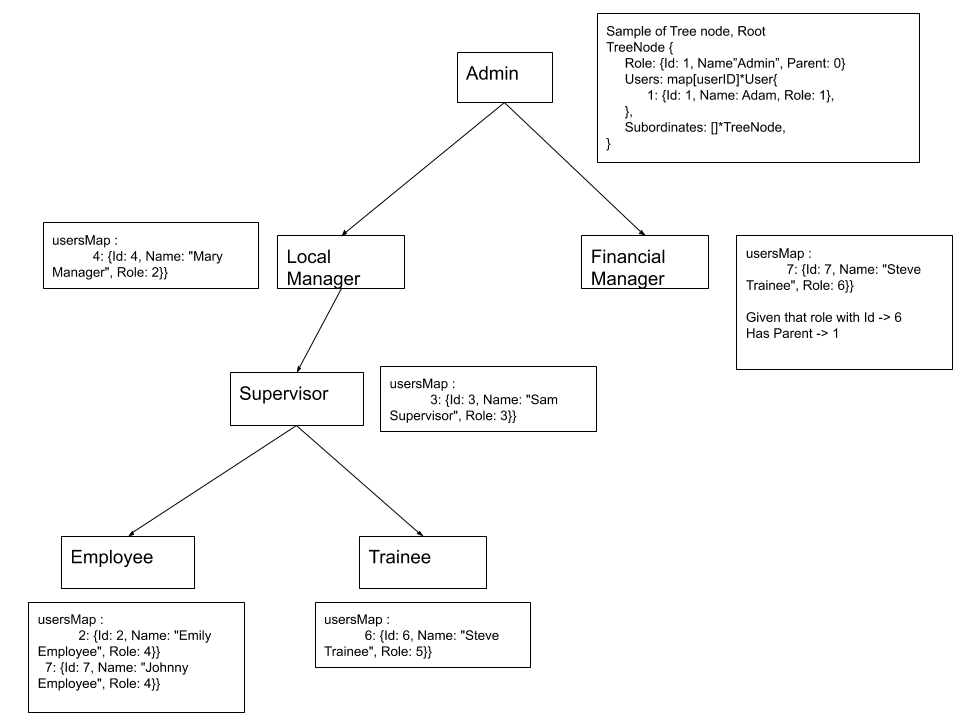 Admin
Sample of Tree node, Root
TreeNode {
Role: {Id: 1, Name”Admin”, Parent: 0}
Users: map[userID]*User{
1: {Id: 1, Name: Adam, Role: 1},
},
Subordinates: []*TreeNode,
}
usersMap :
4: {Id: 4, Name: "Mary
Manager", Role: 2}}
Local
Manager
Financial
Manager
usersMap :
7: {Id: 7, Name: "Steve
Trainee", Role: 6}}
Given that role with Id -> 6
Has Parent -> 1
Supervisor
usersMap :
3: {Id: 3, Name: "Sam
Supervisor", Role: 3}}
Employee
Trainee
usersMap :
2: {Id: 2, Name: "Emily
Employee", Role: 4}}
7: {Id: 7, Name: "Johnny
Employee", Role: 4}}
usersMap :
6: {Id: 6, Name: "Steve
Trainee", Role: 5}}